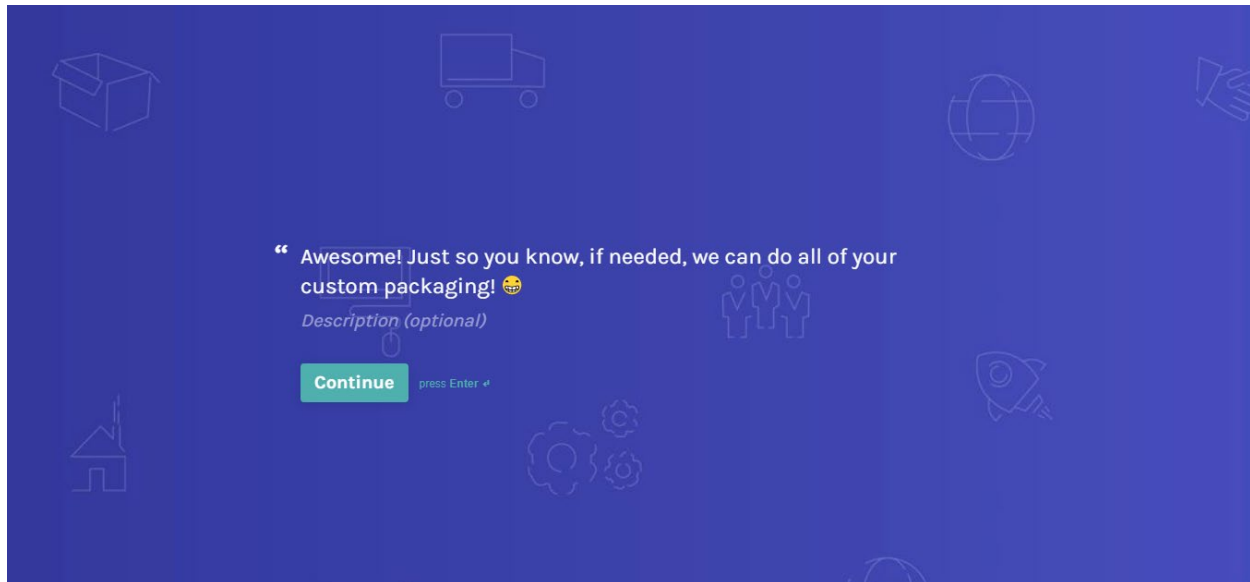 “ Awesome! Just so you know, if needed, we can do all of your
custom packaging! 😁
Description (optional)
Continue press Enter ↵